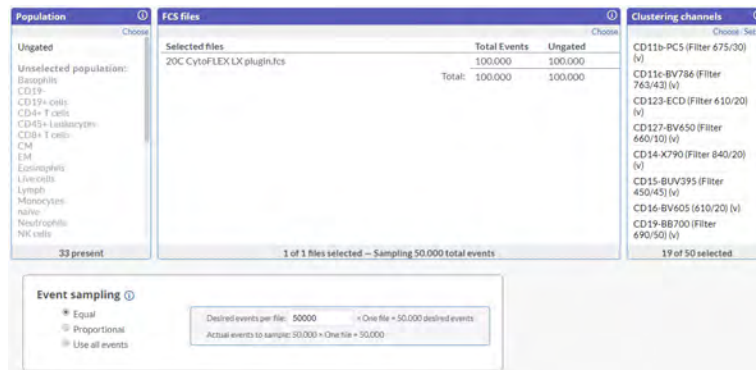 Population
Choose
Ungated
Unselected population:
Basophils
CD19-
CD19+ cells
CD4+ T cells
CD45+ Leukocytes
CD8+ T cells
CM
EM
Eosinophils
Live cells
Lymph
Monocytes
naive
Neutrophils
NK cells
33 present
FCS files
Choose
Selected files Total Events Ungated
20C CytoFLEX LX plugin.fcs 100.000 100.000
Total: 100.000 100.000
1 of 1 files selected — Sampling 50.000 total events
Clustering channels
Choose Set
CD11b-PC5 (Filter 675/30)
(v)
CD11c-BV786 (Filter
763/43) (v)
CD123-ECD (Filter 610/20)
(v)
CD127-BV650 (Filter
660/10) (v)
CD14-X790 (Filter 840/20)
(v)
CD15-BUV395 (Filter
450/45) (v)
CD16-BV605 (610/20) (v)
CD19-BB700 (Filter
690/50) (v)
19 of 50 selected
Event sampling
Equal
Proportional
Use all events
Desired events per file: 50000 × One file = 50.000 desired events
Actual events to sample: 50.000 × One file = 50.000